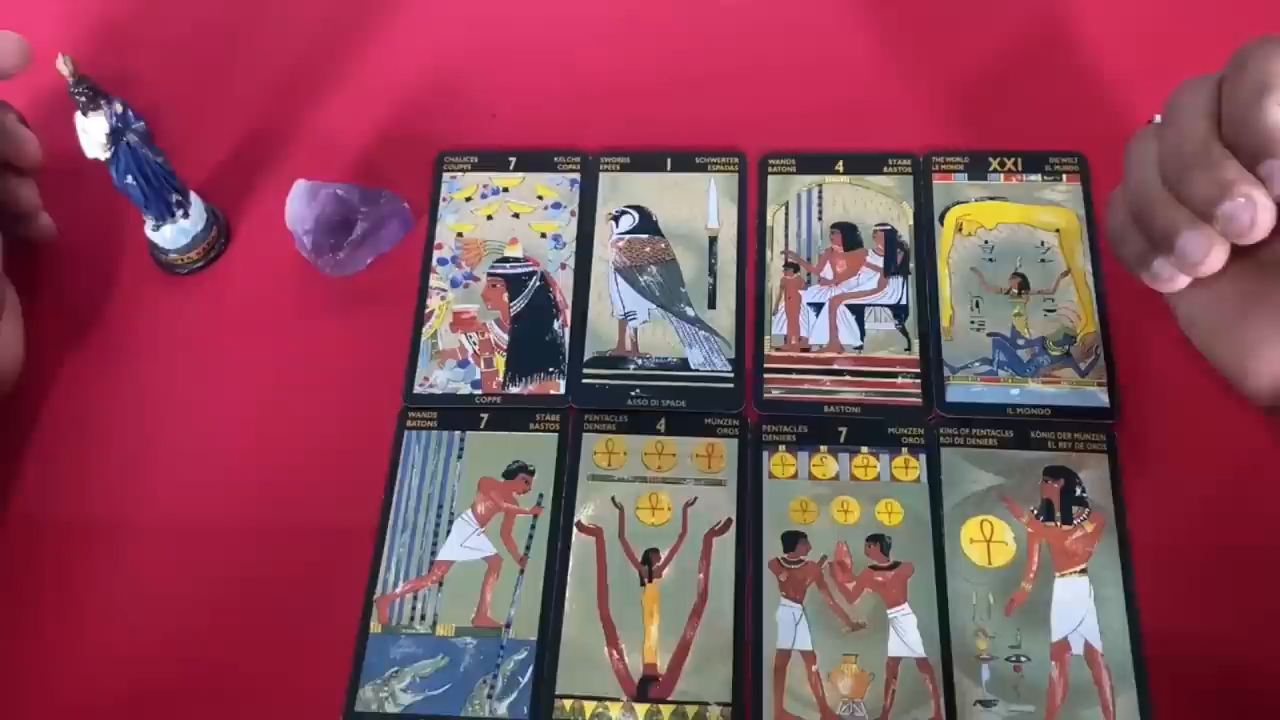 CHALICES 7 KELCHE
COUPES COPAS
COPPE
SWORDS I SCHWERTER
EPEES ESPADAS
ASSO DI SPADE
WANDS 4 STÄBE
BATONS BASTOS
BASTONI
THE WORLD XXI DIE WELT
LE MONDE EL MUNDO
IL MONDO
WANDS 7 STÄBE
BATONS BASTOS
PENTACLES 4 MÜNZEN
DENIERS OROS
PENTACLES 7 MÜNZEN
DENIERS OROS
KING OF PENTACLES KÖNIG DER MÜNZEN
ROI DE DENIERS EL REY DE OROS